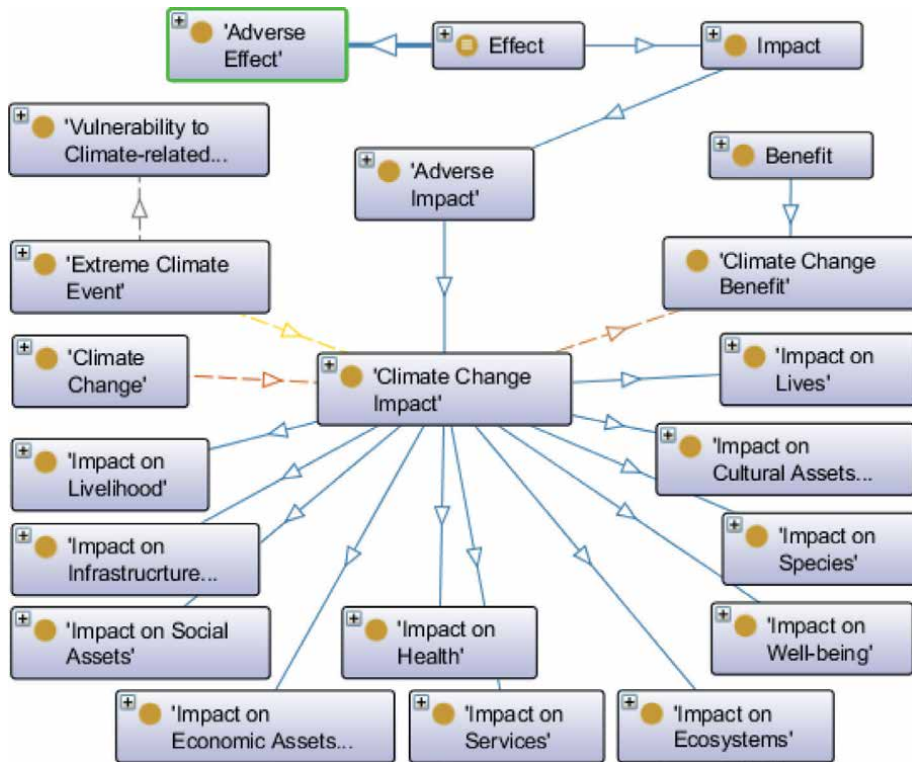 'Adverse
Effect'
Effect
Impact
'Vulnerability to
Climate-related...
'Adverse
Impact'
Benefit
'Extreme Climate
Event'
'Climate Change
Benefit'
'Climate
Change'
'Climate Change
Impact'
'Impact on
Lives'
'Impact on
Livelihood'
'Impact on
Cultural Assets...
'Impact on
Infrastrucrture...
'Impact on
Species'
'Impact on Social
Assets'
'Impact on
Health'
'Impact on
Well-being'
'Impact on
Economic Assets...
'Impact on
Services'
'Impact on
Ecosystems'